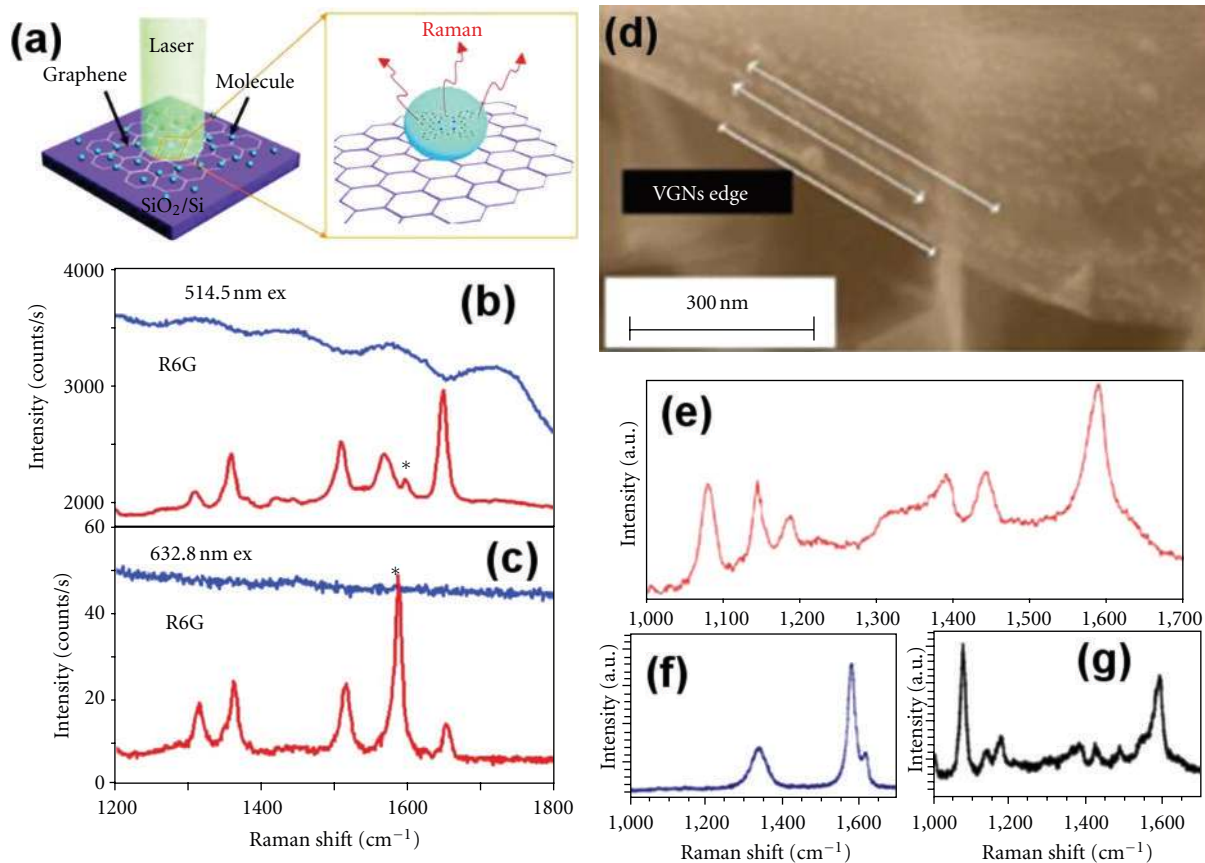 (a)
Laser
Graphene
Molecule
SiO2/Si
Raman
(b)
4000
3000
2000
514.5 nm ex
R6G
*
Intensity (counts/s)
(c)
60
40
20
0
632.8 nm ex
R6G
*
Intensity (counts/s)
1200 1400 1600 1800
Raman shift (cm−1)
(d)
VGNs edge
300 nm
(e)
Intensity (a.u.)
1,000 1,100 1,200 1,300 1,400 1,500 1,600 1,700
(f)
Intensity (a.u.)
1,000 1,200 1,400 1,600
Raman shift (cm−1)
(g)
Intensity (a.u.)
1,000 1,200 1,400 1,600
Raman shift (cm−1)